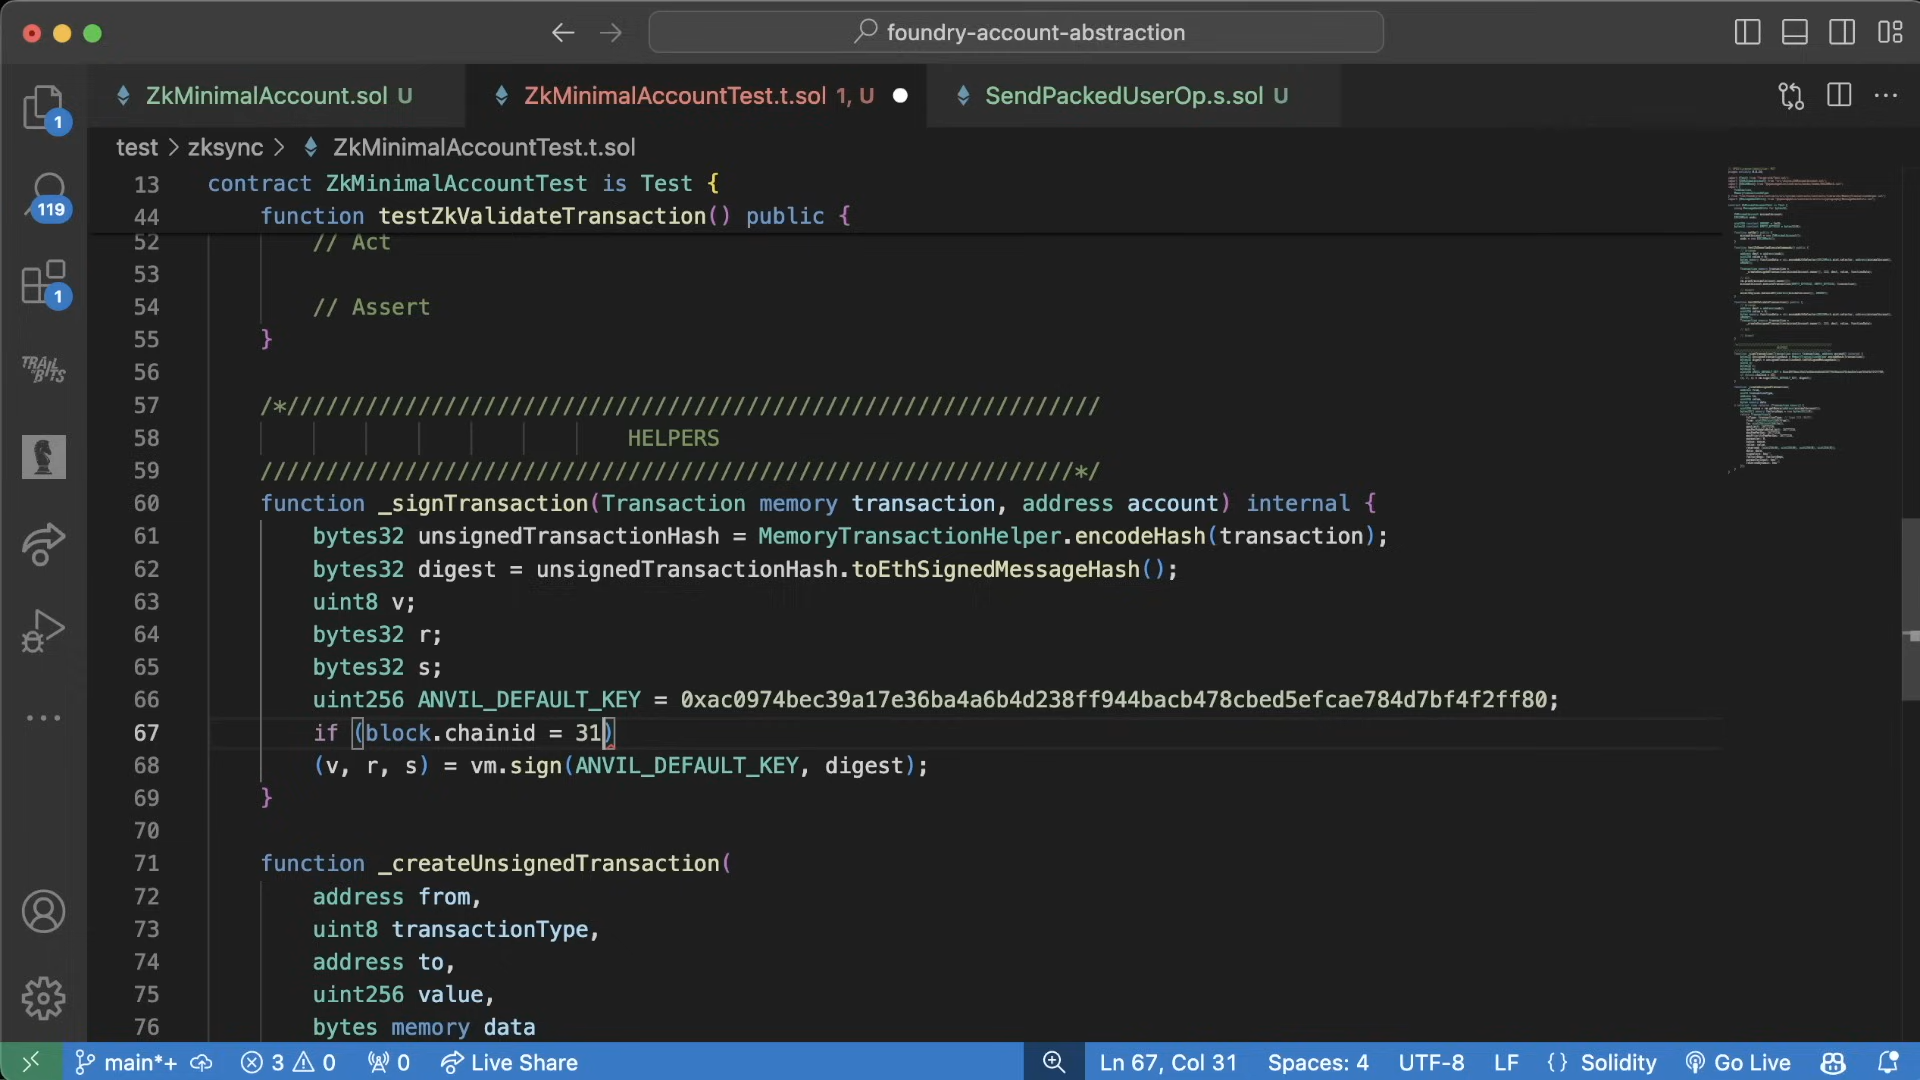 foundry-account-abstraction
ZkMinimalAccount.sol U
ZkMinimalAccountTest.t.sol 1, U
SendPackedUserOp.s.sol U
test > zksync > ZkMinimalAccountTest.t.sol
1
119
1
TRAIL OF BITS
13 contract ZkMinimalAccountTest is Test {
44 function testZkValidateTransaction() public {
52 // Act
53
54 // Assert
55 }
56
57 /*//////////////////////////////////////////////////////////////
58 HELPERS
59 //////////////////////////////////////////////////////////////*/
60 function _signTransaction(Transaction memory transaction, address account) internal {
61 bytes32 unsignedTransactionHash = MemoryTransactionHelper.encodeHash(transaction);
62 bytes32 digest = unsignedTransactionHash.toEthSignedMessageHash();
63 uint8 v;
64 bytes32 r;
65 bytes32 s;
66 uint256 ANVIL_DEFAULT_KEY = 0xac0974bec39a17e36ba4a6b4d238ff944bacb478cbed5efcae784d7bf4f2ff80;
67 if (block.chainid = 31)
68 (v, r, s) = vm.sign(ANVIL_DEFAULT_KEY, digest);
69 }
70
71 function _createUnsignedTransaction(
72 address from,
73 uint8 transactionType,
74 address to,
75 uint256 value,
76 bytes memory data
main*+ 3 0 0 Live Share Ln 67, Col 31 Spaces: 4 UTF-8 LF {} Solidity Go Live